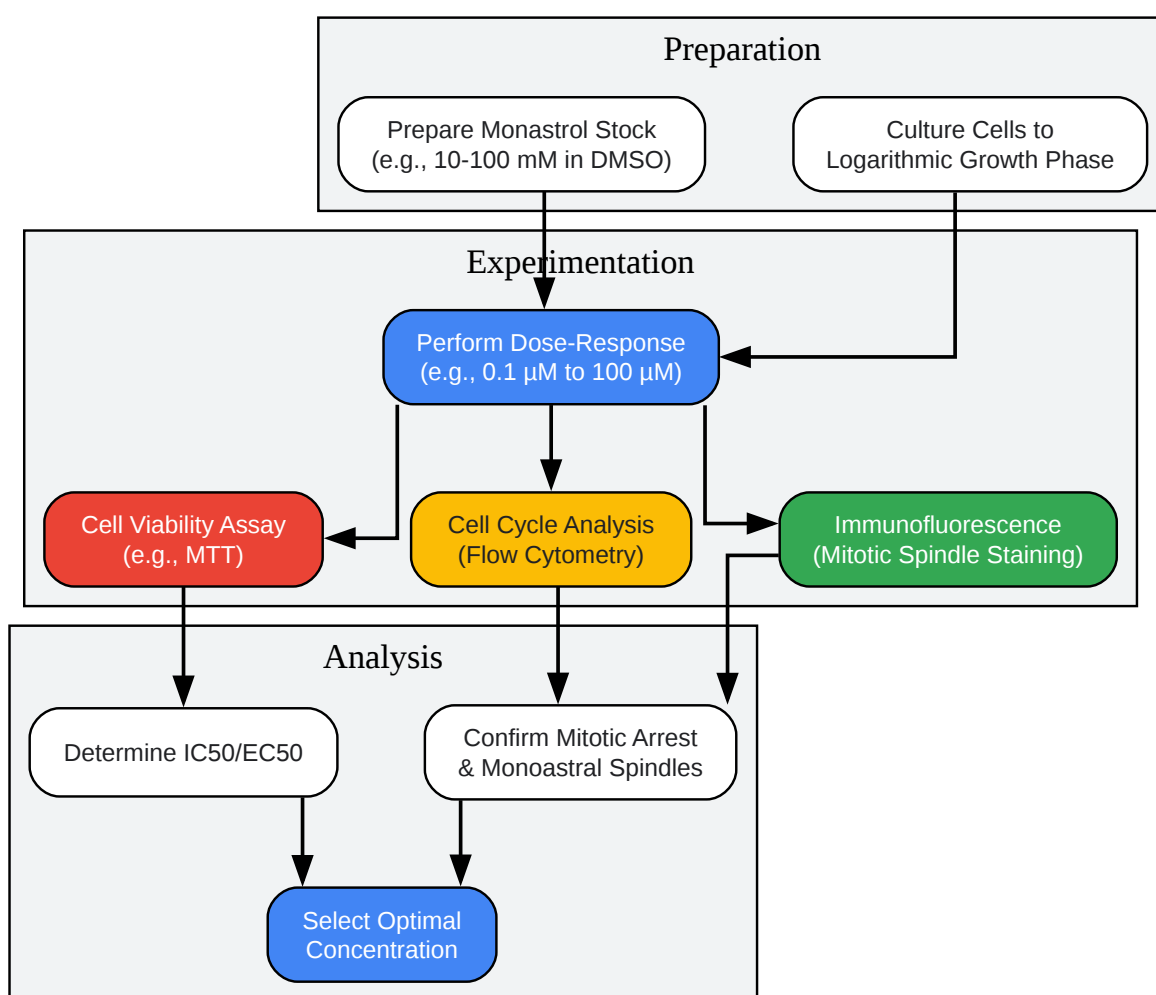 Preparation
Prepare Monastrol Stock
(e.g., 10-100 mM in DMSO)
Culture Cells to
Logarithmic Growth Phase
Experimentation
Perform Dose-Response
(e.g., 0.1 µM to 100 µM)
Cell Viability Assay
(e.g., MTT)
Cell Cycle Analysis
(Flow Cytometry)
Immunofluorescence
(Mitotic Spindle Staining)
Analysis
Determine IC50/EC50
Confirm Mitotic Arrest
& Monoastral Spindles
Select Optimal
Concentration